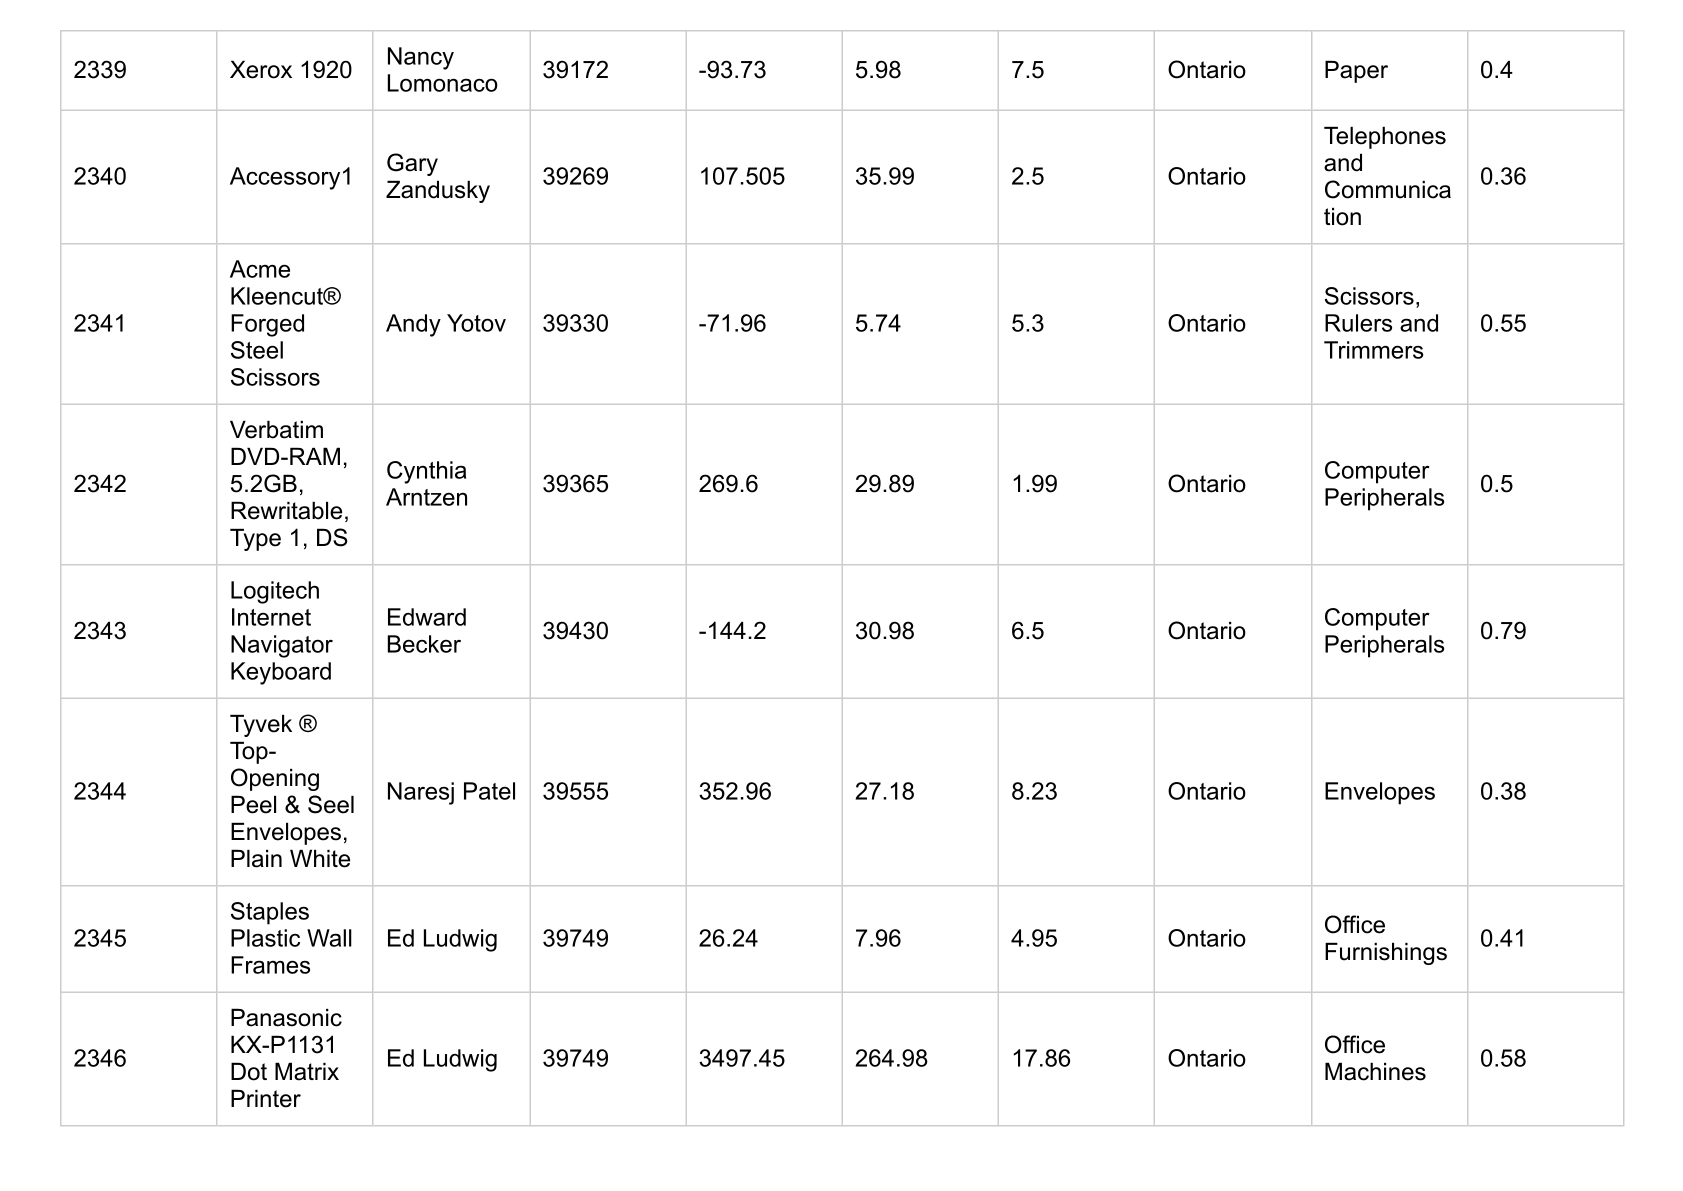 2339 Xerox 1920 Nancy Lomonaco 39172 -93.73 5.98 7.5 Ontario Paper 0.4
2340 Accessory1 Gary Zandusky 39269 107.505 35.99 2.5 Ontario Telephones and Communica tion 0.36
2341 Acme Kleencut® Forged Steel Scissors Andy Yotov 39330 -71.96 5.74 5.3 Ontario Scissors, Rulers and Trimmers 0.55
2342 Verbatim DVD-RAM, 5.2GB, Rewritable, Type 1, DS Cynthia Arntzen 39365 269.6 29.89 1.99 Ontario Computer Peripherals 0.5
2343 Logitech Internet Navigator Keyboard Edward Becker 39430 -144.2 30.98 6.5 Ontario Computer Peripherals 0.79
2344 Tyvek ® Top-Opening Peel & Seel Envelopes, Plain White Naresj Patel 39555 352.96 27.18 8.23 Ontario Envelopes 0.38
2345 Staples Plastic Wall Frames Ed Ludwig 39749 26.24 7.96 4.95 Ontario Office Furnishings 0.41
2346 Panasonic KX-P1131 Dot Matrix Printer Ed Ludwig 39749 3497.45 264.98 17.86 Ontario Office Machines 0.58